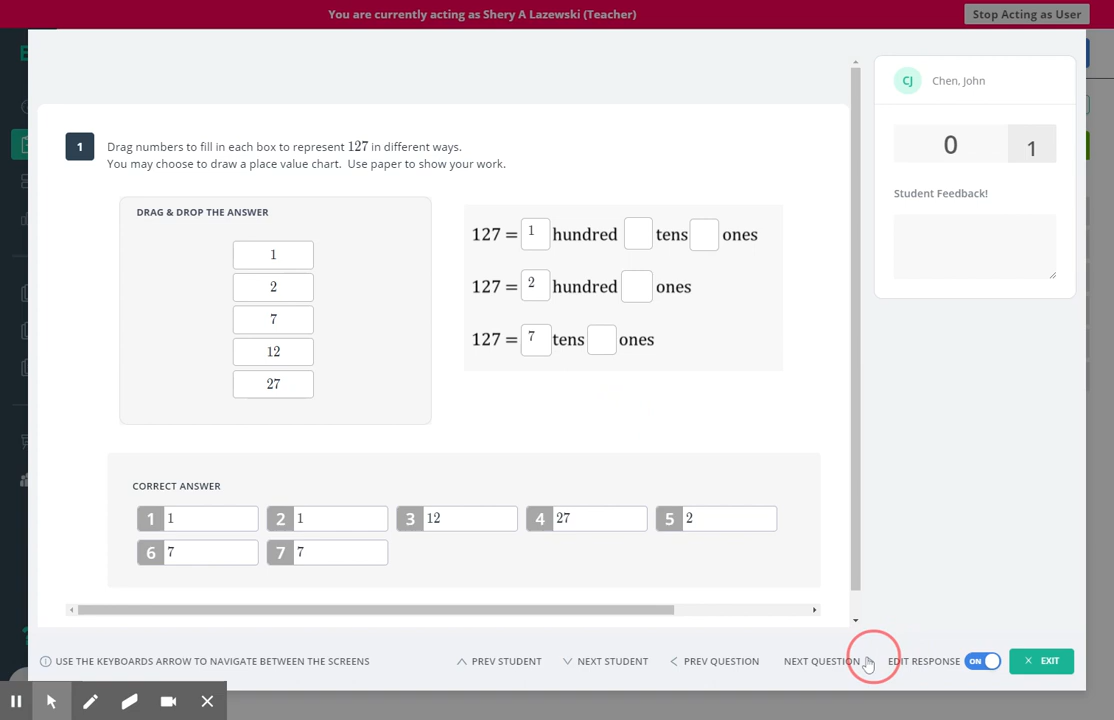 You are currently acting as Shery A Lazewski (Teacher)
Stop Acting as User
CJ
Chen, John
1
Drag numbers to fill in each box to represent 127 in different ways.
You may choose to draw a place value chart. Use paper to show your work.
0
1
Student Feedback!
DRAG & DROP THE ANSWER
1
2
7
12
27
127 = 1 hundred tens ones
127 = 2 hundred ones
127 = 7 tens ones
CORRECT ANSWER
1 1
2 1
3 12
4 27
5 2
6 7
7 7
USE THE KEYBOARDS ARROW TO NAVIGATE BETWEEN THE SCREENS
PREV STUDENT
NEXT STUDENT
PREV QUESTION
NEXT QUESTION
EDIT RESPONSE
ON
EXIT